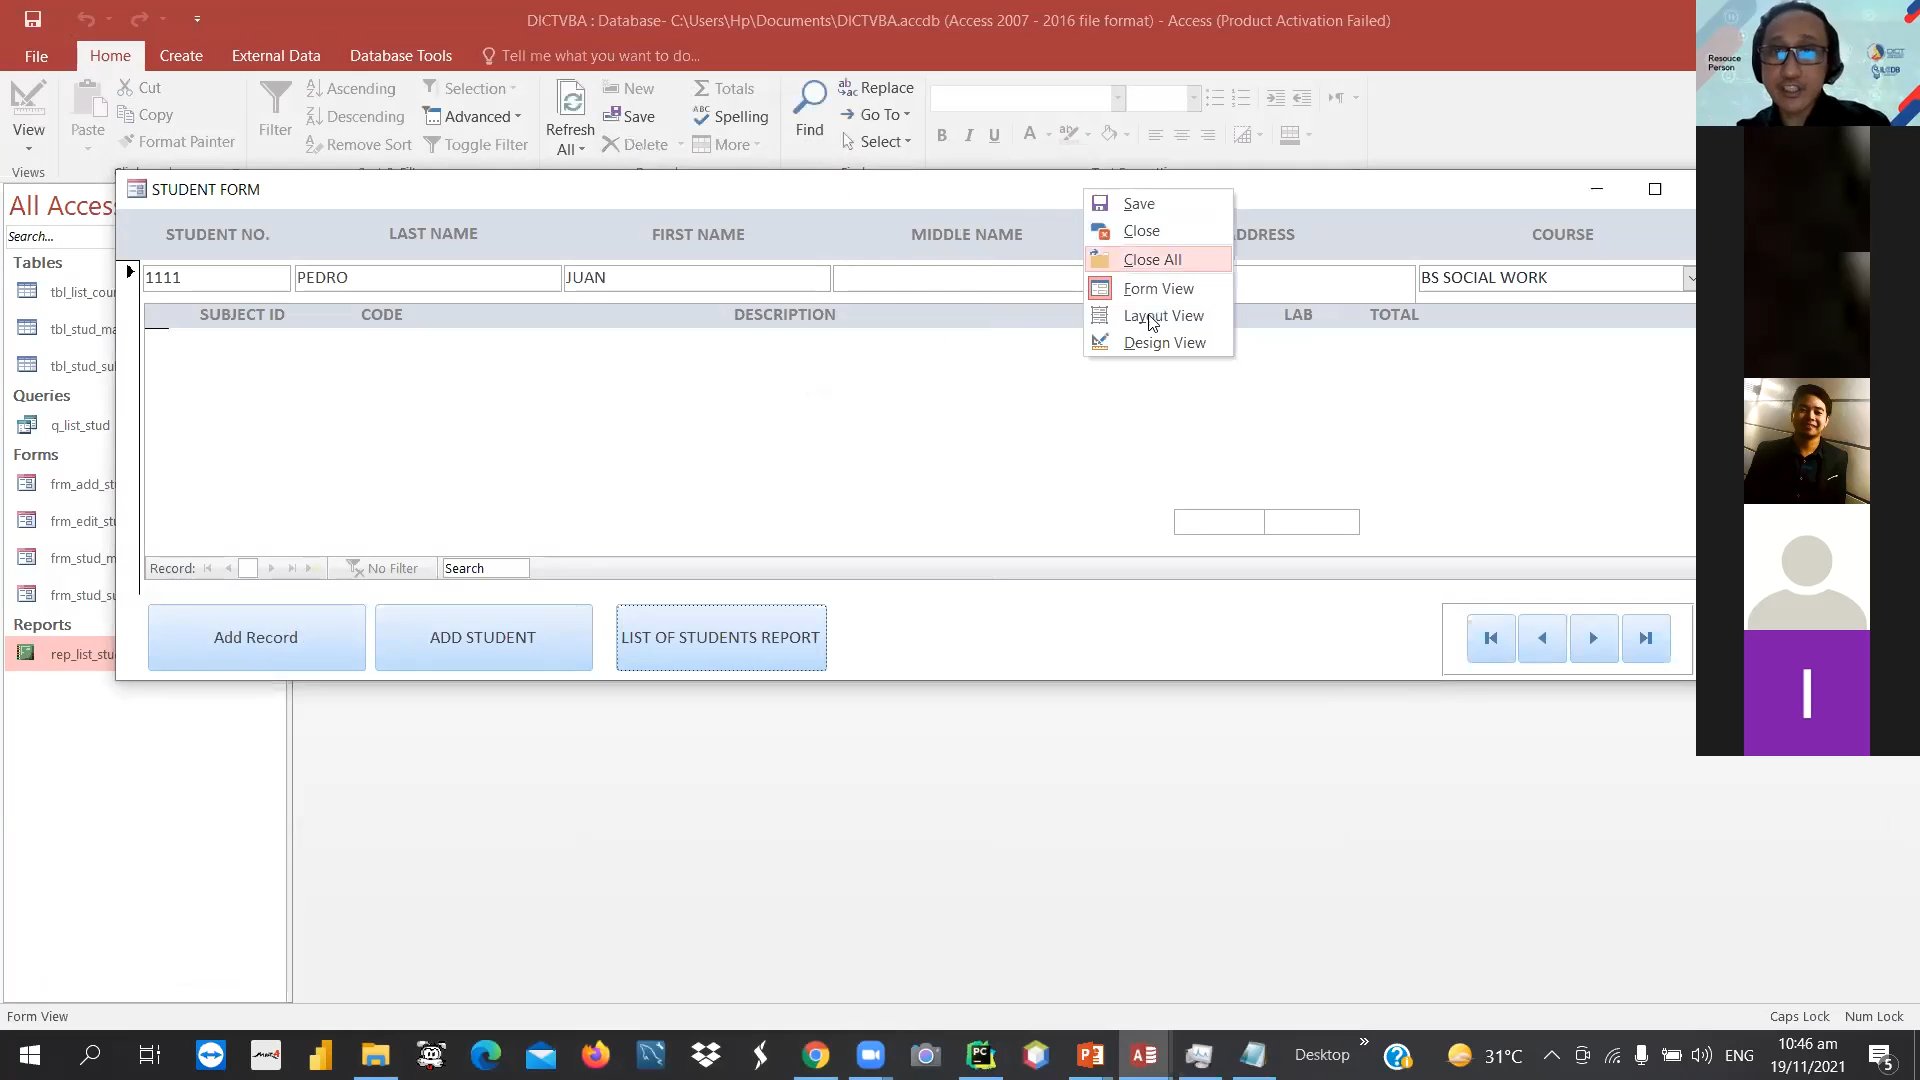 DICTVBA : Database- C:\Users\Hp\Documents\DICTVBA.accdb (Access 2007 - 2016 file format) - Access (Product Activation Failed)
File Home Create External Data Database Tools Tell me what you want to do...
View
Views
Paste
Cut
Copy
Format Painter
Filter
Ascending
Descending
Remove Sort
Selection
Advanced
Toggle Filter
Refresh
All
New
Save
Delete
Totals
Spelling
More
Find
Replace
Go To
Select
Resouce
Person
All Acces
Search...
Tables
tbl_list_cou
tbl_stud_ma
tbl_stud_su
Queries
q_list_stud
Forms
frm_add_st
frm_edit_stu
frm_stud_m
frm_stud_su
Reports
rep_list_stu
STUDENT FORM
STUDENT NO. LAST NAME FIRST NAME MIDDLE NAME ADDRESS COURSE
1111 PEDRO JUAN BS SOCIAL WORK
SUBJECT ID CODE DESCRIPTION LAB TOTAL
Save
Close
Close All
Form View
Layout View
Design View
Record: No Filter Search
Add Record ADD STUDENT LIST OF STUDENTS REPORT
I
Form View Caps Lock Num Lock
Desktop 31°C ENG 10:46 am
19/11/2021
5